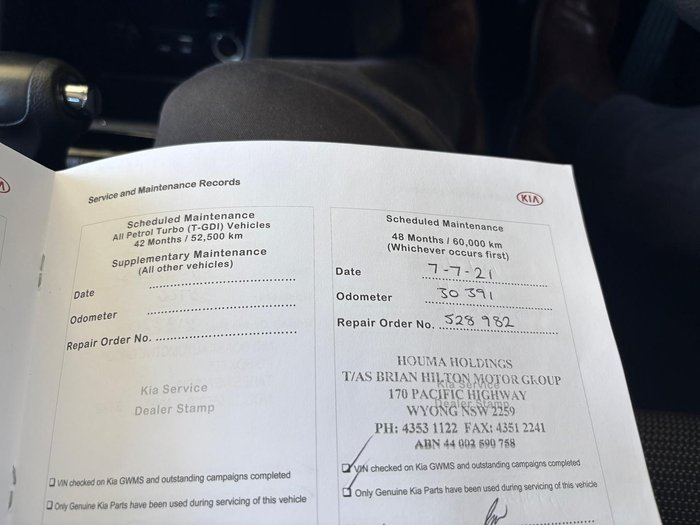 Service and Maintenance Records
Scheduled Maintenance
All Petrol Turbo (T-GDI) Vehicles
42 Months / 52,500 km
Supplementary Maintenance
(All other vehicles)
Date
Odometer
Repair Order No.
Kia Service
Dealer Stamp
VIN checked on Kia GWMS and outstanding campaigns completed
Only Genuine Kia Parts have been used during servicing of this vehicle
KIA
Scheduled Maintenance
48 Months / 60,000 km
(Whichever occurs first)
Date 7-7-21
Odometer 30 391
Repair Order No. 528 982
HOUMA HOLDINGS
T/AS BRIAN HILTON MOTOR GROUP
Kia Service
170 PACIFIC HIGHWAY
Dealer Stamp
WYONG NSW 2259
PH: 4353 1122 FAX: 4351 2241
ABN 44 002 690 758
VIN checked on Kia GWMS and outstanding campaigns completed
Only Genuine Kia Parts have been used during servicing of this vehicle